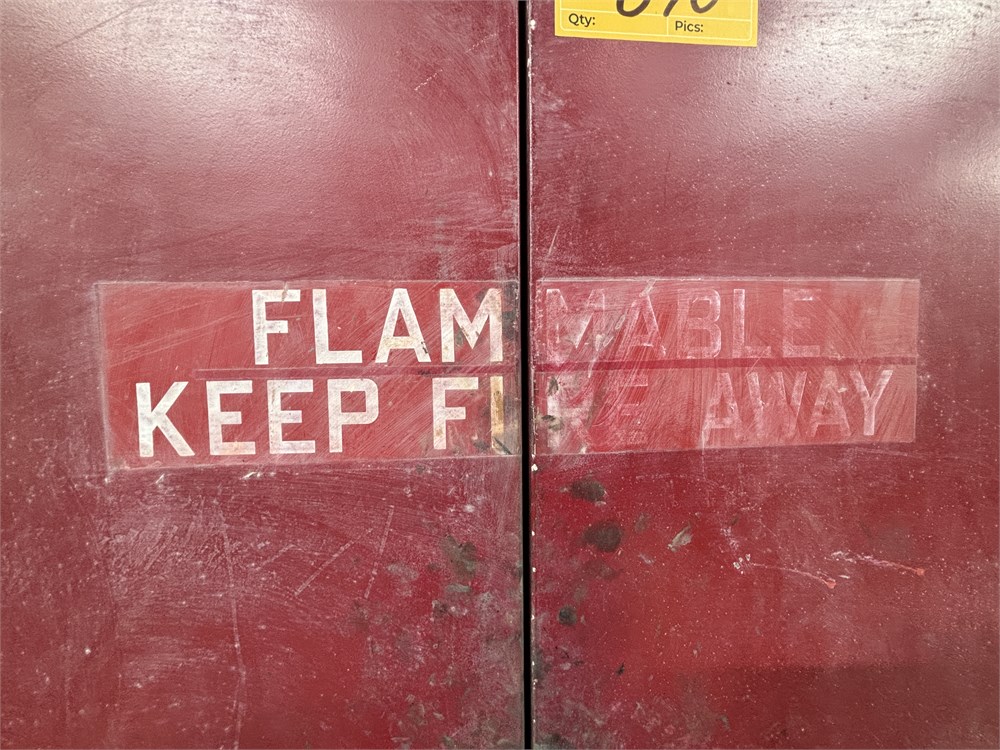 Qty:
Pics:
FLAMMABLE
KEEP FIRE AWAY